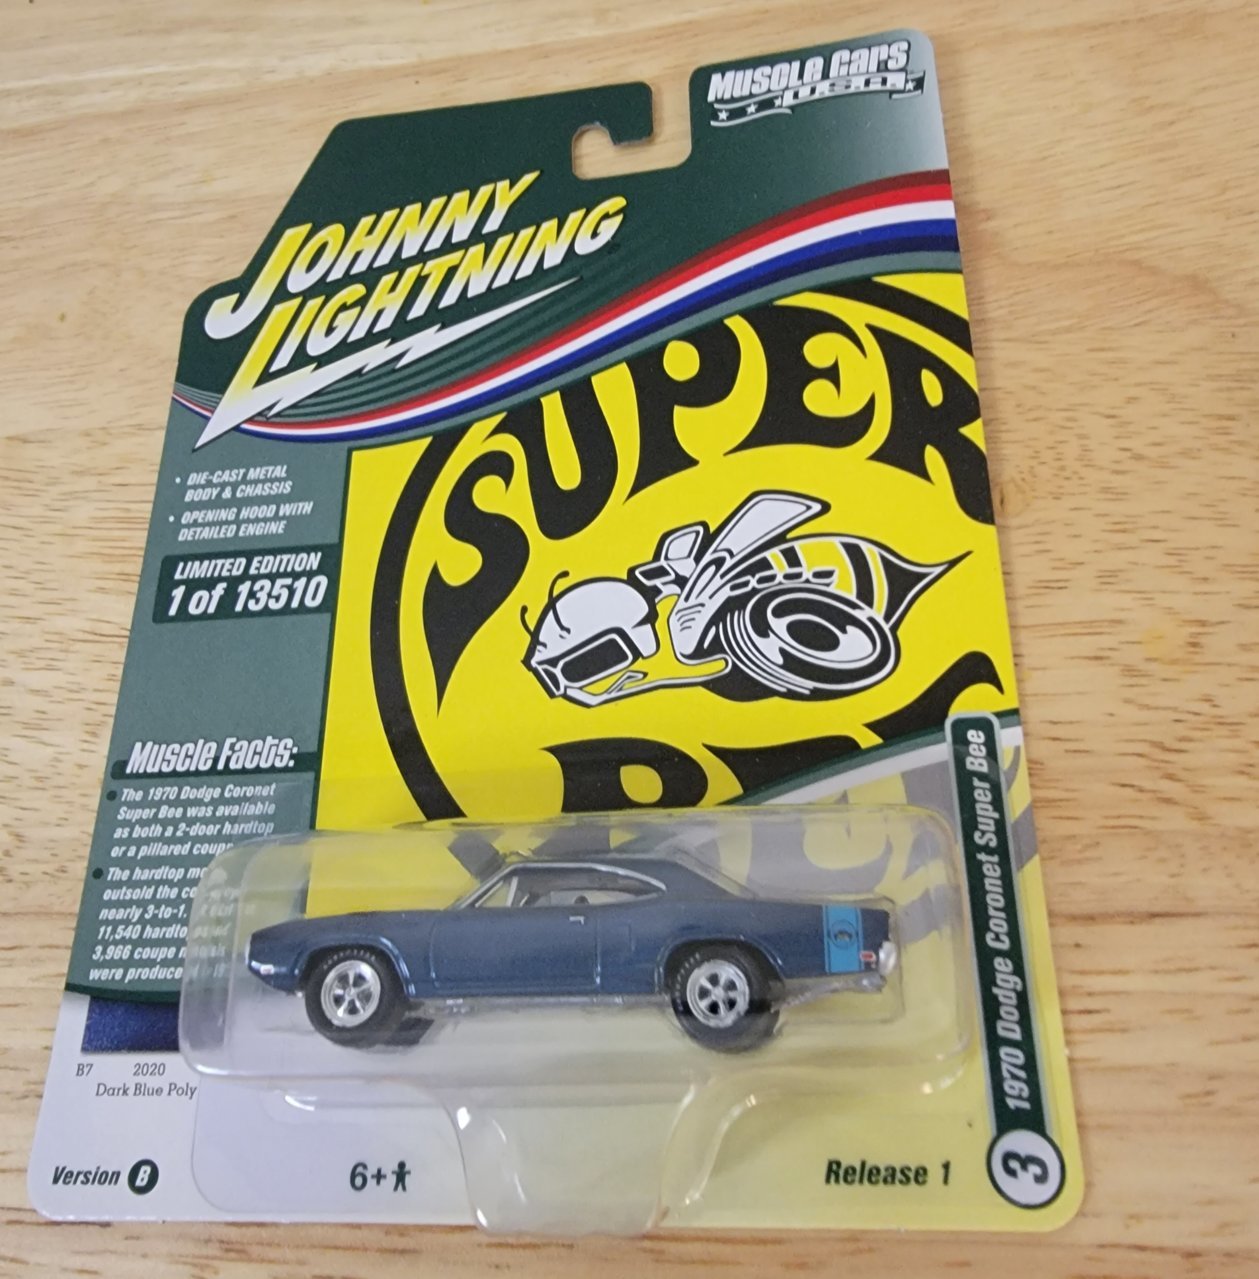 Muscle Cars
U.S.A.
JOHNNY
LIGHTNING
• DIE-CAST METAL
BODY & CHASSIS
• OPENING HOOD WITH
DETAILED ENGINE
LIMITED EDITION
1 of 13510
SUPER
Muscle Facts:
• The 1970 Dodge Coronet
Super Bee was available
as both a 2-door hardtop
or a pillared coupe
• The hardtop
outsold the
nearly 3-to-1.
11,540
3,966 coupe
were produced
B7 2020
Dark Blue Poly
Version B
6+
Release 1
3
1970 Dodge Coronet Super Bee